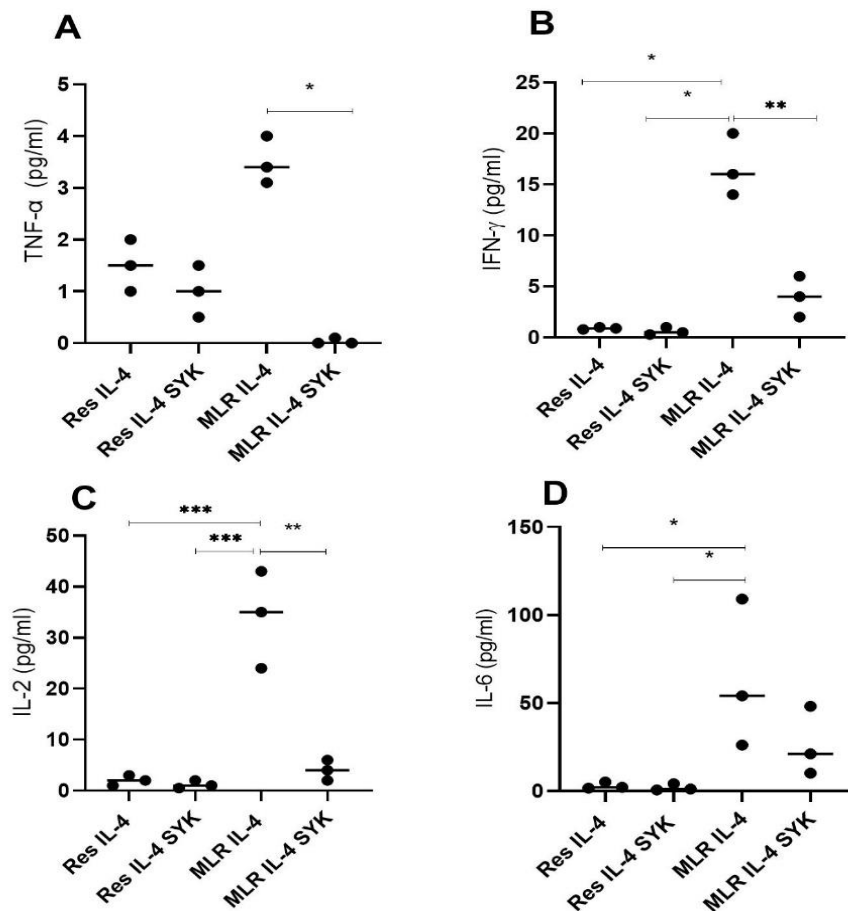 A
TNF-α (pg/ml)
5
4
3
2
1
0
*
Res IL-4
Res IL-4 SYK
MLR IL-4
MLR IL-4 SYK
B
IFN-γ (pg/ml)
25
20
15
10
5
0
*
*
**
Res IL-4
Res IL-4 SYK
MLR IL-4
MLR IL-4 SYK
C
IL-2 (pg/ml)
50
40
30
20
10
0
***
***
**
Res IL-4
Res IL-4 SYK
MLR IL-4
MLR IL-4 SYK
D
IL-6 (pg/ml)
150
100
50
0
*
*
Res IL-4
Res IL-4 SYK
MLR IL-4
MLR IL-4 SYK